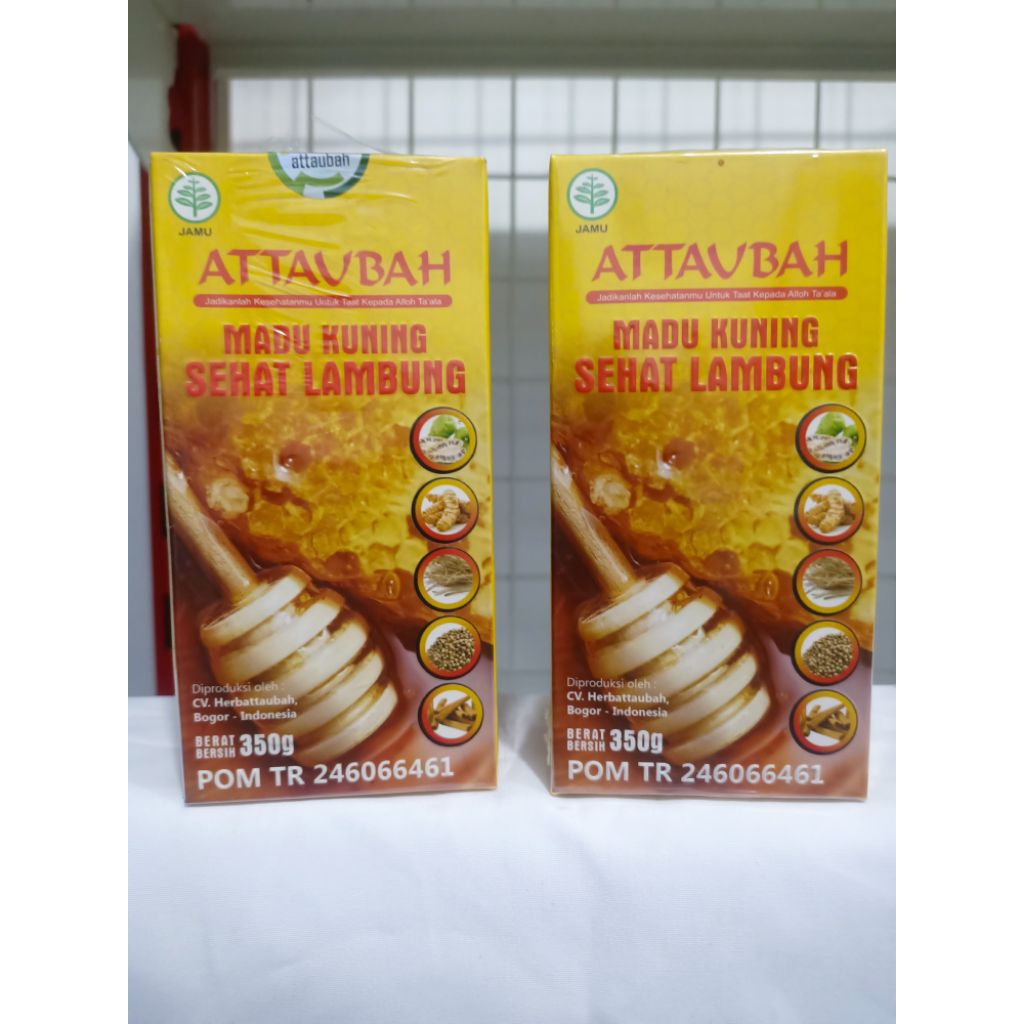 attaubah
JAMU
ATTAUBAH
Jadikanlah Kesehatanmu Untuk Taat Kepada Alloh Ta'ala
MADU KUNING
SEHAT LAMBUNG
Diproduksi oleh :
CV. Herbattaubah,
Bogor - Indonesia
BERAT
BERSIH 350g
POM TR 246066461
JAMU
ATTAUBAH
Jadikanlah Kesehatanmu Untuk Taat Kepada Alloh Ta'ala
MADU KUNING
SEHAT LAMBUNG
Diproduksi oleh :
CV. Herbattaubah,
Bogor - Indonesia
BERAT
BERSIH 350g
POM TR 246066461